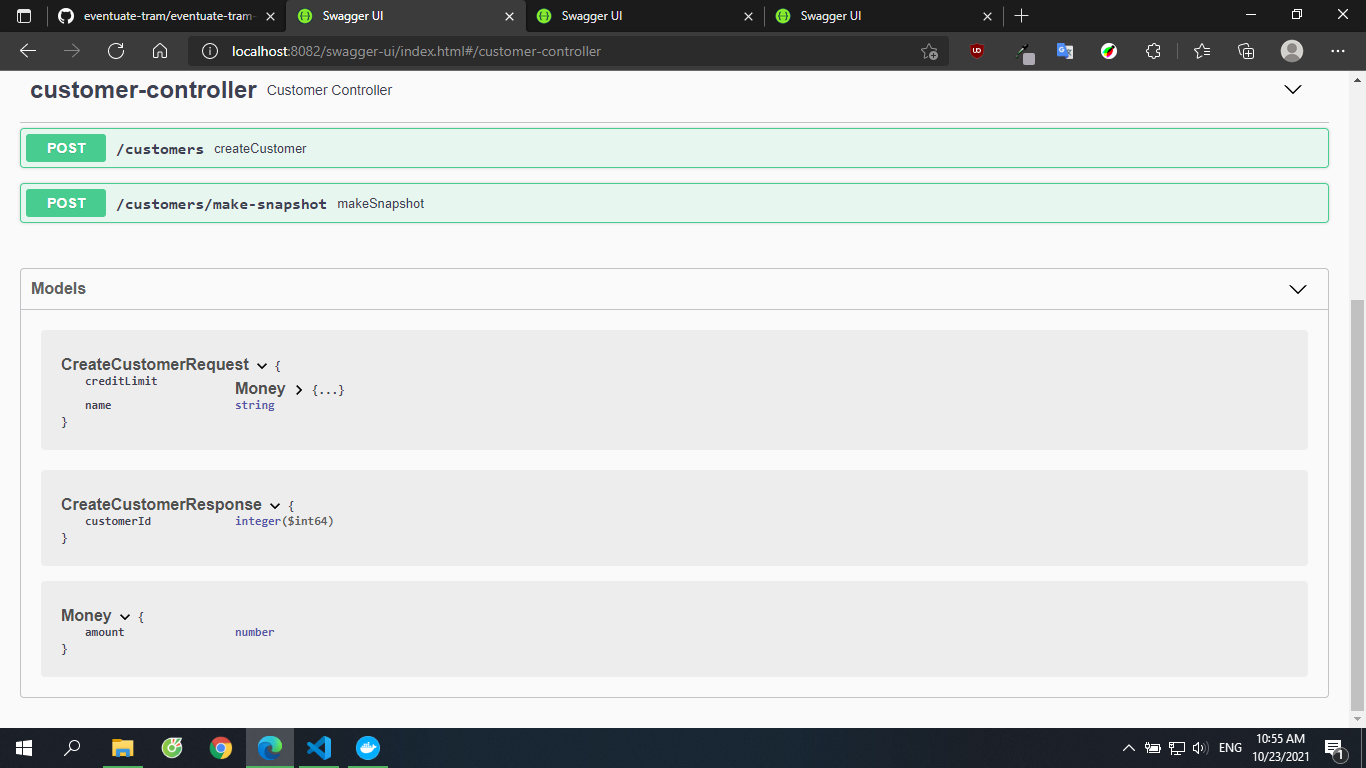 eventuate-tram/eventuate-tram-
Swagger UI
Swagger UI
Swagger UI
localhost:8082/swagger-ui/index.html#/customer-controller
customer-controller Customer Controller
POST /customers createCustomer
POST /customers/make-snapshot makeSnapshot
Models
CreateCustomerRequest {
creditLimit Money {...}
name string
}
CreateCustomerResponse {
customerId integer($int64)
}
Money {
amount number
}
ENG
10:55 AM
10/23/2021
1